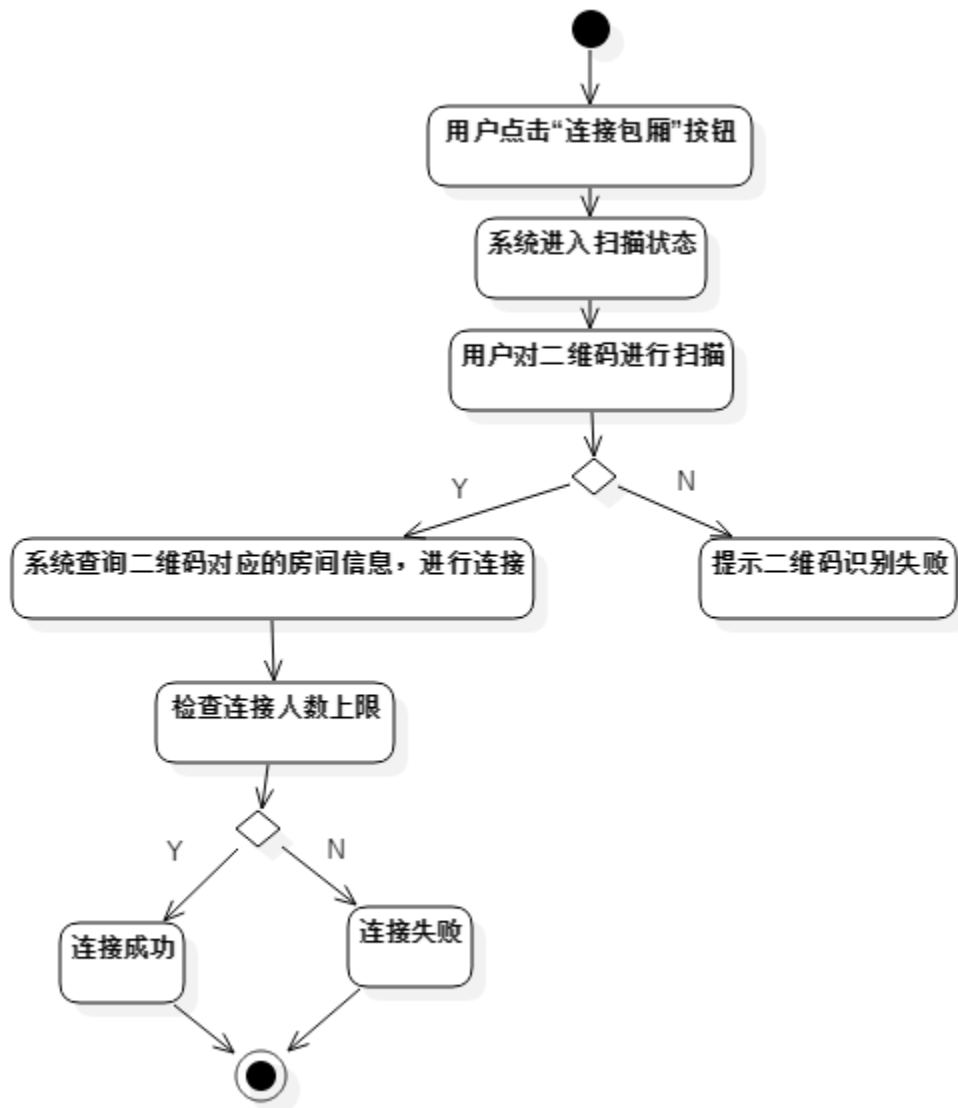 用户点击“连接包厢”按钮
系统进入扫描状态
用户对二维码进行扫描
Y
N
系统查询二维码对应的房间信息，进行连接
提示二维码识别失败
检查连接人数上限
Y
N
连接成功
连接失败